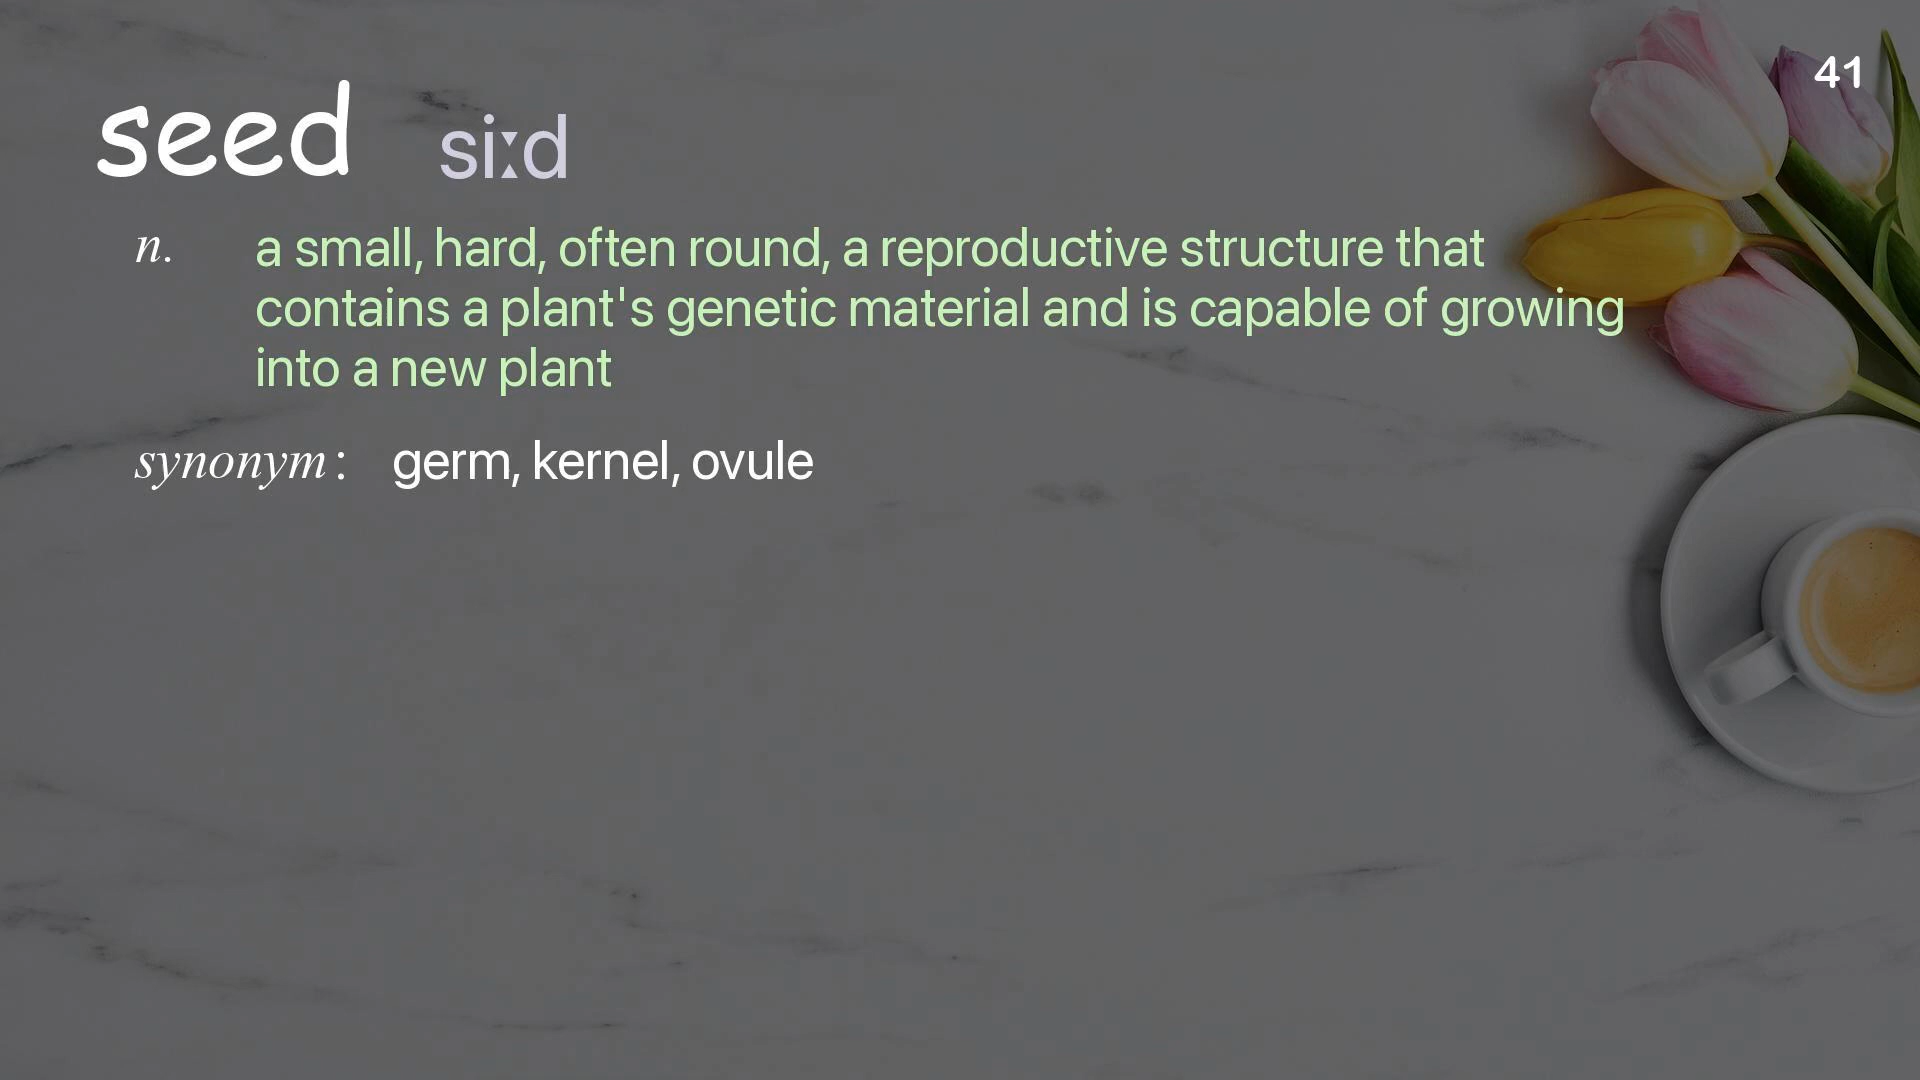 41
seed siːd
n. a small, hard, often round, a reproductive structure that
contains a plant's genetic material and is capable of growing
into a new plant
synonym: germ, kernel, ovule